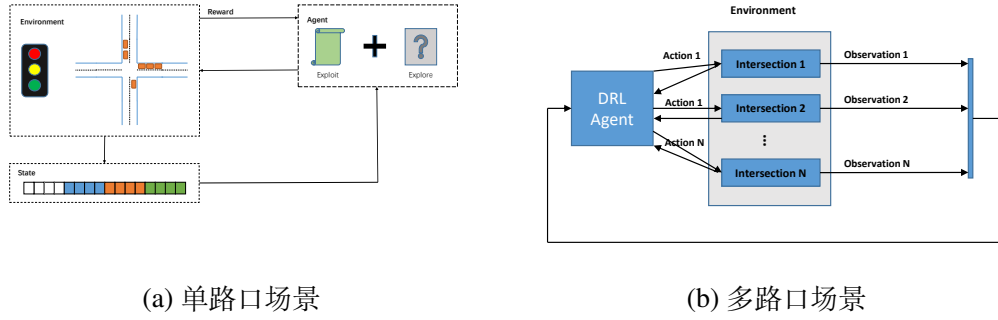 Environment
Reward
Agent
Exploit
Explore
State
Environment
DRL
Agent
Action 1
Intersection 1
Observation 1
Action 1
Intersection 2
Observation 2
Action N
Intersection N
Observation N
(a) 单路口场景
(b) 多路口场景